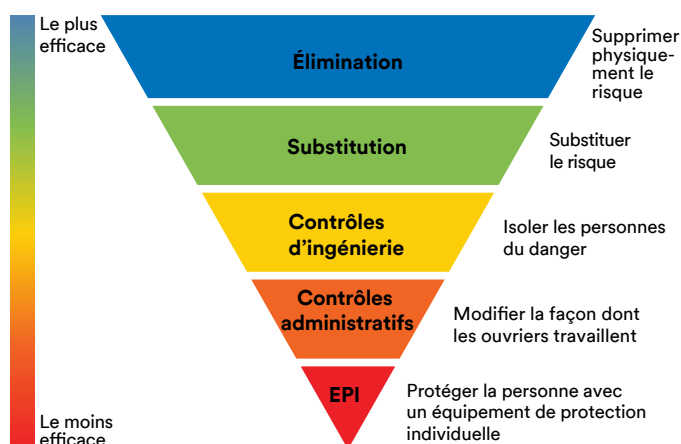 Le plus
efficace
Élimination
Supprimer
physique-
ment le
risque
Substitution
Substituer
le risque
Contrôles
d’ingénierie
Isoler les personnes
du danger
Contrôles
administratifs
Modifier la façon dont
les ouvriers travaillent
EPI
Protéger la personne avec
un équipement de protection
individuelle
Le moins
efficace